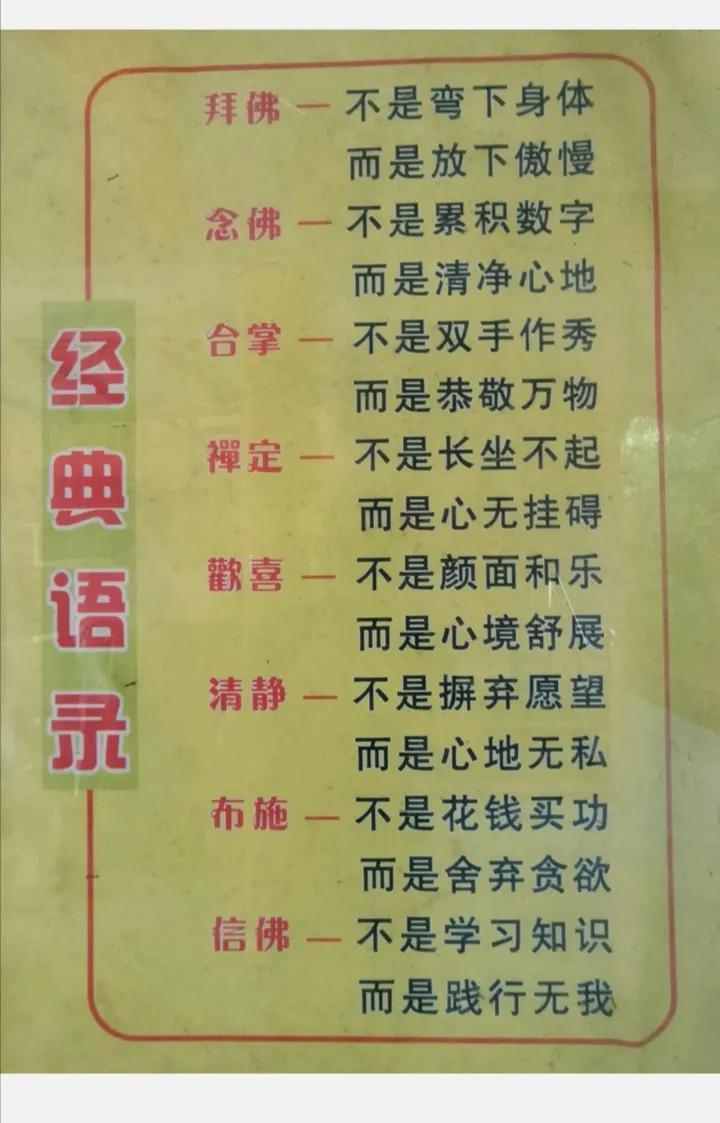 经典语录
拜佛 — 不是弯下身体
而是放下傲慢
念佛 — 不是累积数字
而是清净心地
合掌 — 不是双手作秀
而是恭敬万物
禪定 — 不是长坐不起
而是心无挂碍
歡喜 — 不是颜面和乐
而是心境舒展
清静 — 不是摒弃愿望
而是心地无私
布施 — 不是花钱买功
而是舍弃贪欲
信佛 — 不是学习知识
而是践行无我